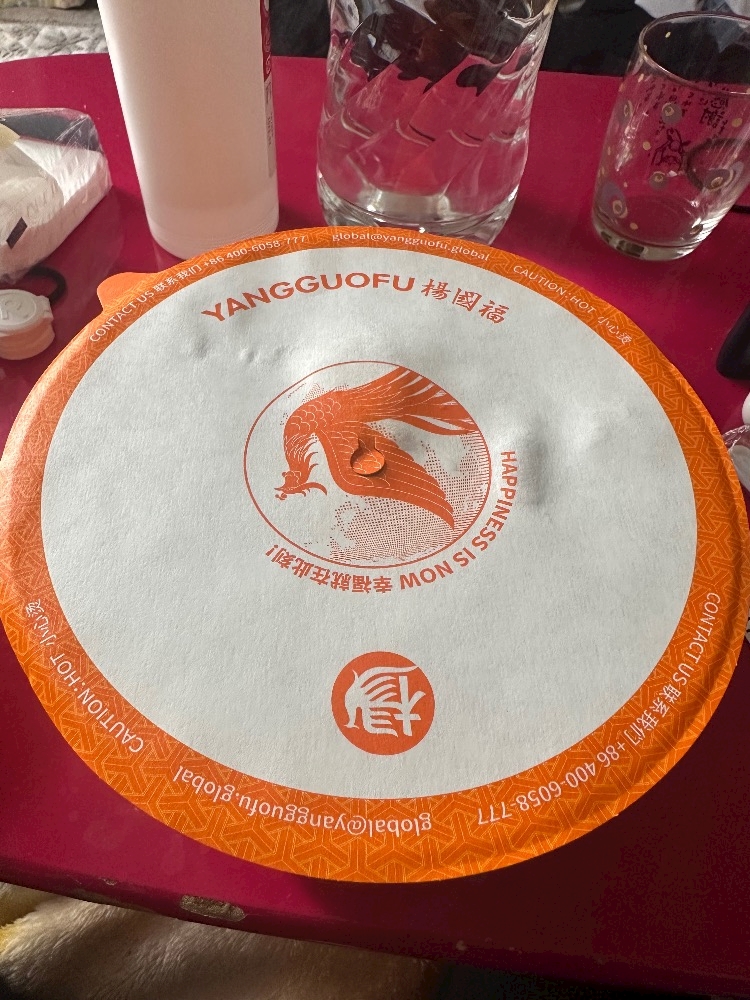 CONTACT US 联系我们 +86 400-6058-777
global@yangguofu.global
CAUTION: HOT 小心烫
YANGGUOFU 楊國福
HAPPINESS IS NOW 幸福就在此刻!
楊
CONTACT US 联系我们 +86 400-6058-777
global@yangguofu.global
CAUTION: HOT 小心烫